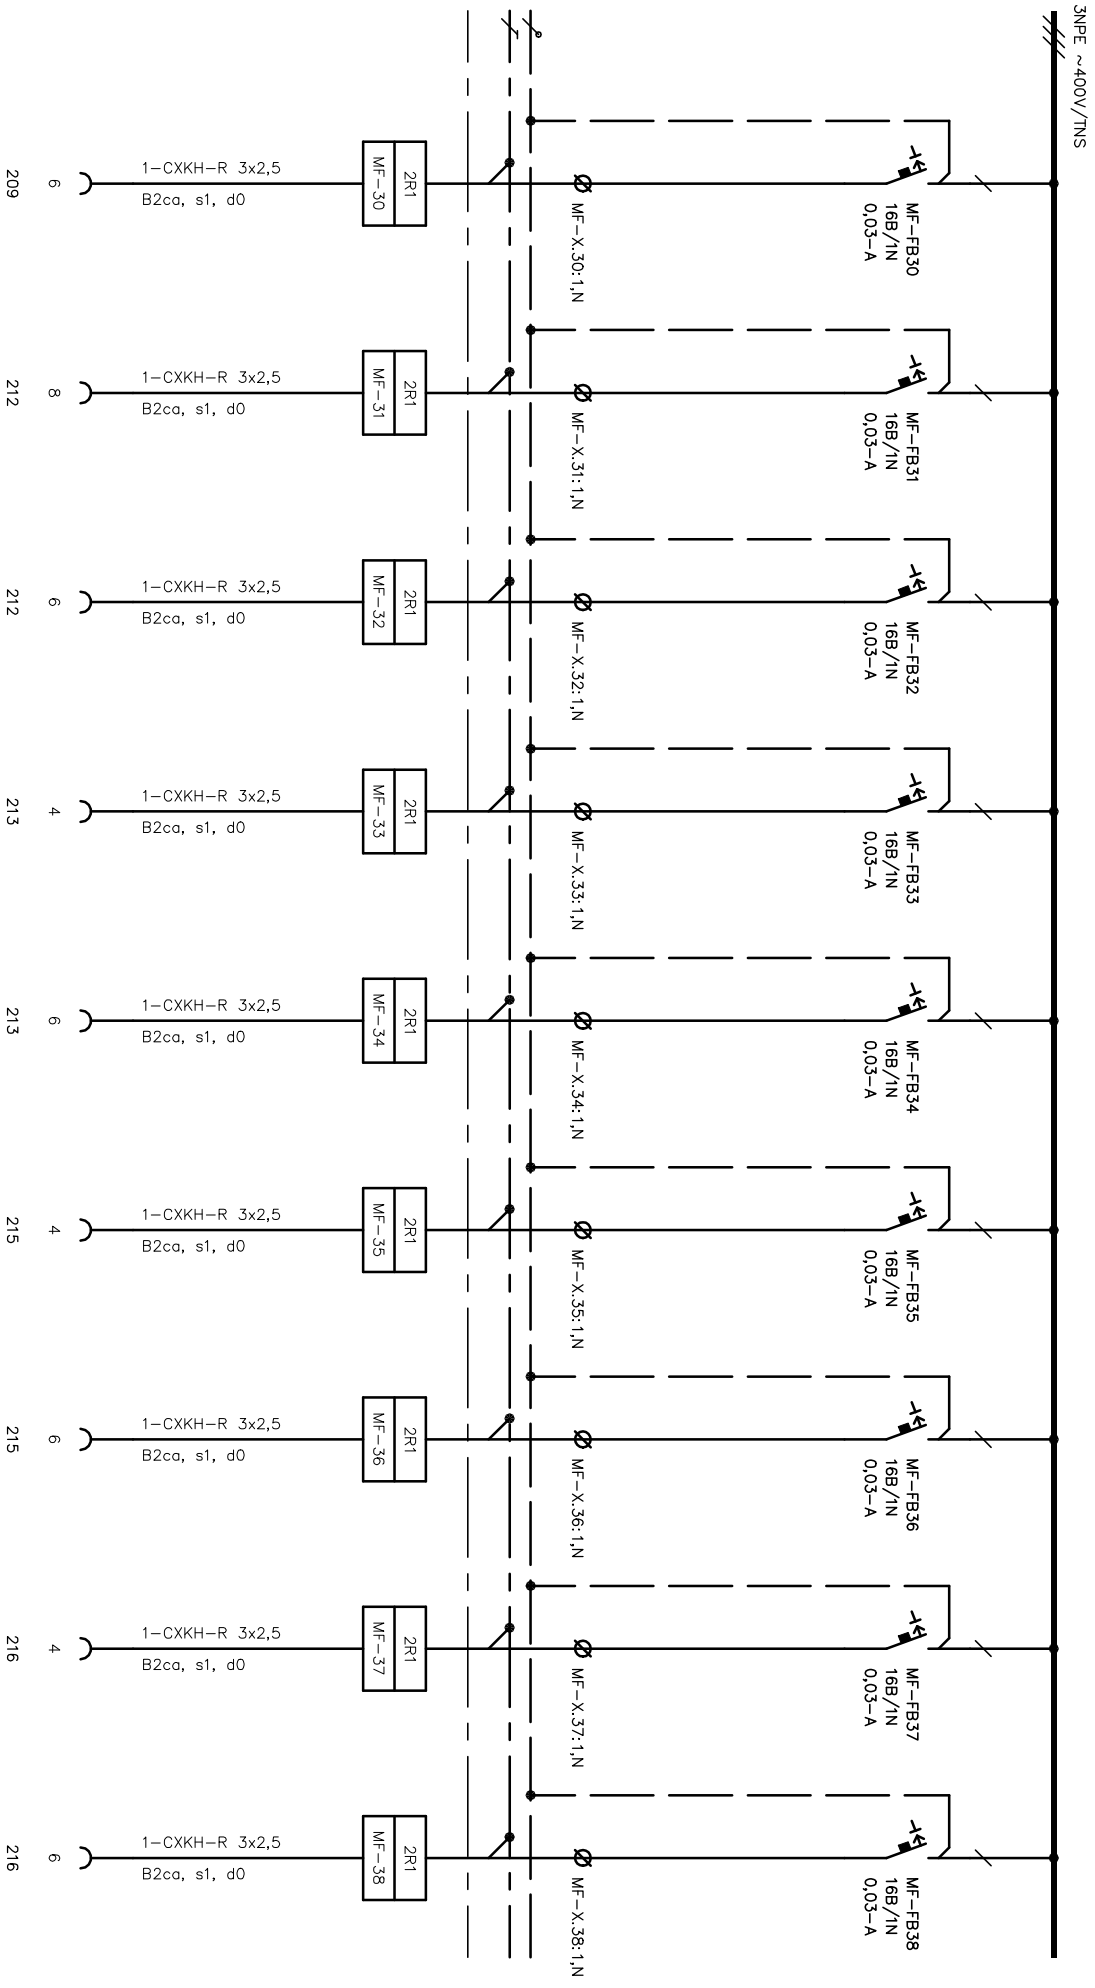 3NPE ~400V/TNS
MF-FB30
16B/1N
0,03-A
MF-X.30:1,N
2R1
MF-30
1-CXKH-R 3x2,5
B2ca, s1, d0
6
209
MF-FB31
16B/1N
0,03-A
MF-X.31:1,N
2R1
MF-31
1-CXKH-R 3x2,5
B2ca, s1, d0
8
212
MF-FB32
16B/1N
0,03-A
MF-X.32:1,N
2R1
MF-32
1-CXKH-R 3x2,5
B2ca, s1, d0
6
212
MF-FB33
16B/1N
0,03-A
MF-X.33:1,N
2R1
MF-33
1-CXKH-R 3x2,5
B2ca, s1, d0
4
213
MF-FB34
16B/1N
0,03-A
MF-X.34:1,N
2R1
MF-34
1-CXKH-R 3x2,5
B2ca, s1, d0
6
213
MF-FB35
16B/1N
0,03-A
MF-X.35:1,N
2R1
MF-35
1-CXKH-R 3x2,5
B2ca, s1, d0
4
215
MF-FB36
16B/1N
0,03-A
MF-X.36:1,N
2R1
MF-36
1-CXKH-R 3x2,5
B2ca, s1, d0
6
215
MF-FB37
16B/1N
0,03-A
MF-X.37:1,N
2R1
MF-37
1-CXKH-R 3x2,5
B2ca, s1, d0
4
216
MF-FB38
16B/1N
0,03-A
MF-X.38:1,N
2R1
MF-38
1-CXKH-R 3x2,5
B2ca, s1, d0
6
216